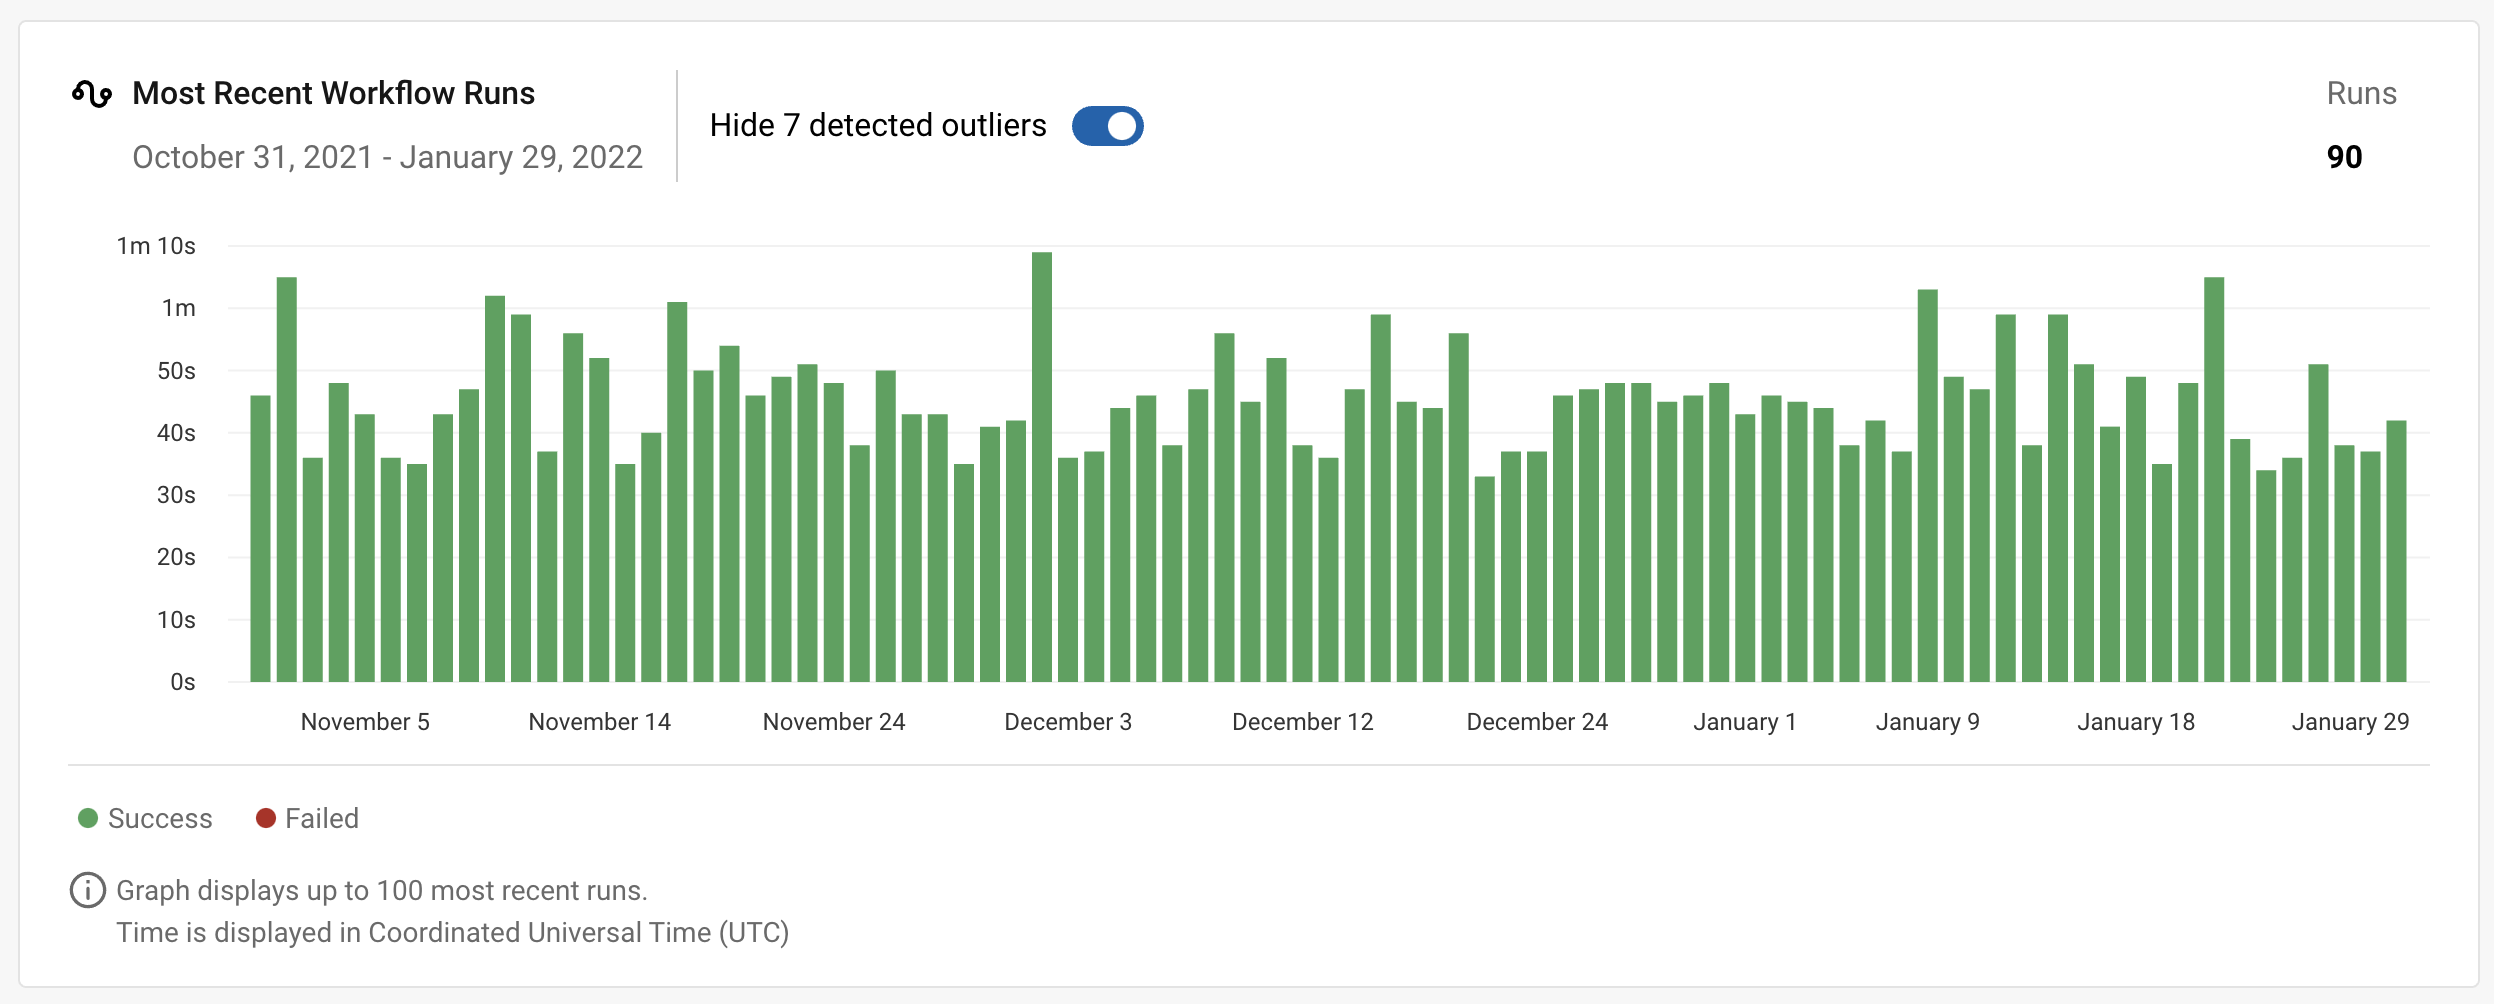 Most Recent Workflow Runs
October 31, 2021 - January 29, 2022
Hide 7 detected outliers
Runs
90
1m 10s
1m
50s
40s
30s
20s
10s
0s
November 5
November 14
November 24
December 3
December 12
December 24
January 1
January 9
January 18
January 29
Success
Failed
Graph displays up to 100 most recent runs.
Time is displayed in Coordinated Universal Time (UTC)